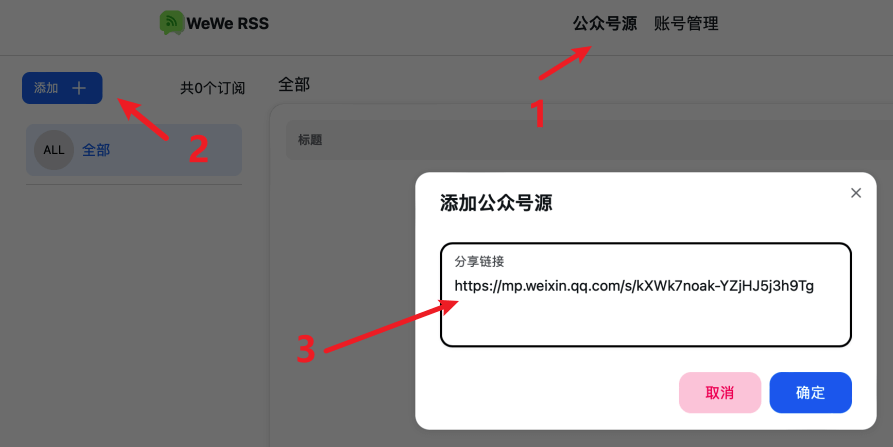 WeWe RSS
公众号源 账号管理
添加 +
共0个订阅
全部
1
2
ALL 全部
标题
添加公众号源
×
分享链接
https://mp.weixin.qq.com/s/kXWk7noak-YZjHJ5j3h9Tg
3
取消 确定